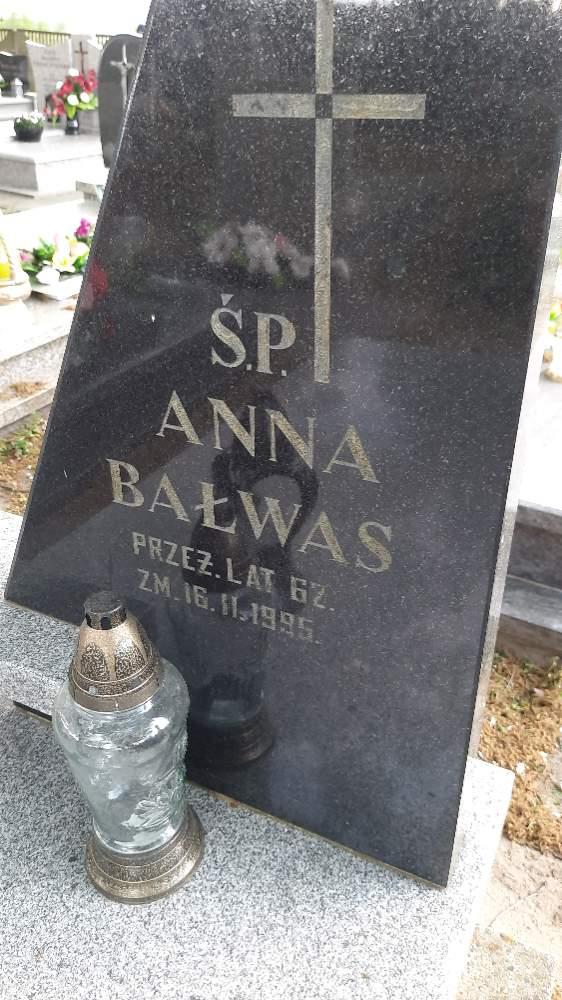 Ś.P.
ANNA
BAŁWAS
PRZEŻ. LAT 62.
ZM. 16.11.1995.